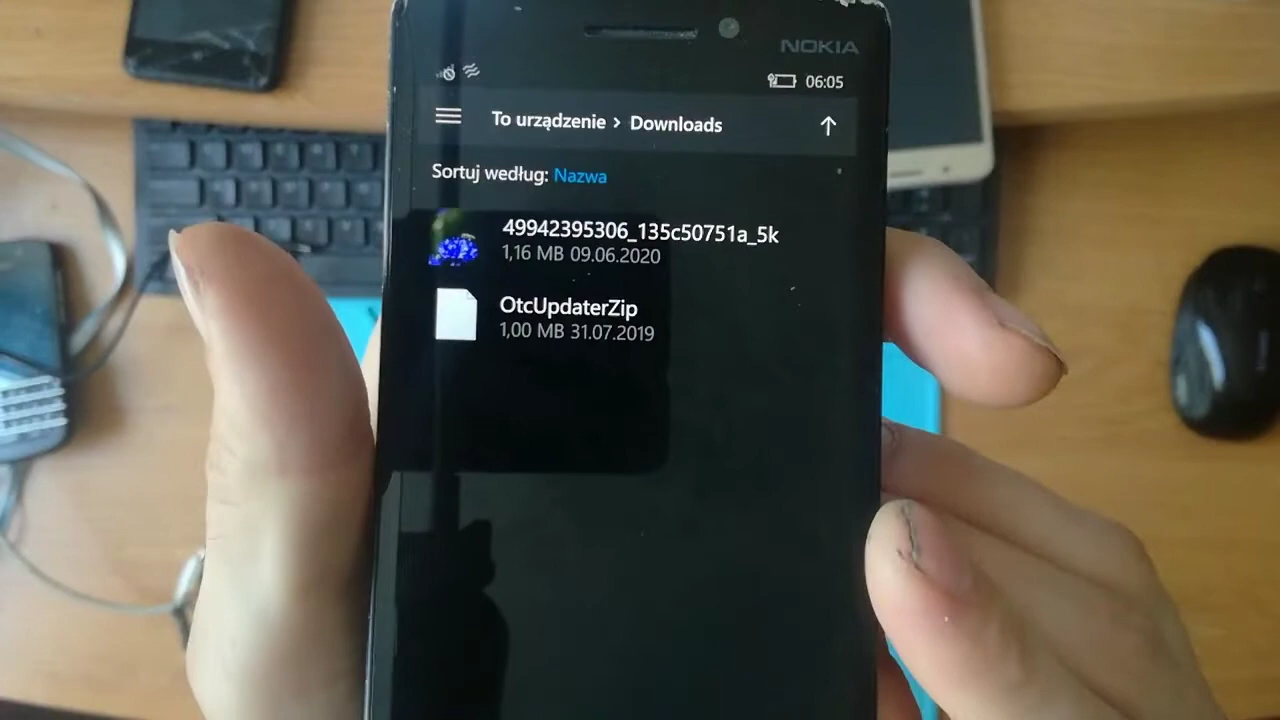 NOKIA
06:05
To urządzenie > Downloads
Sortuj według: Nazwa
49942395306_135c50751a_5k
1,16 MB 09.06.2020
OtcUpdaterZip
1,00 MB 31.07.2019